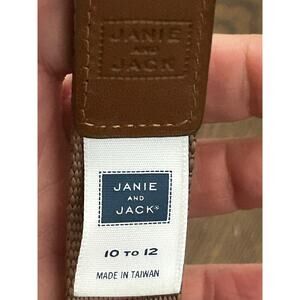 JANIE
AND
JACK
JANIE
AND
JACK®
10 TO 12
MADE IN TAIWAN